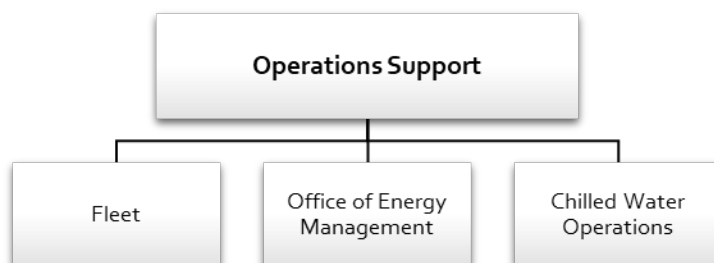 Operations Support
Fleet
Office of Energy
Management
Chilled Water
Operations